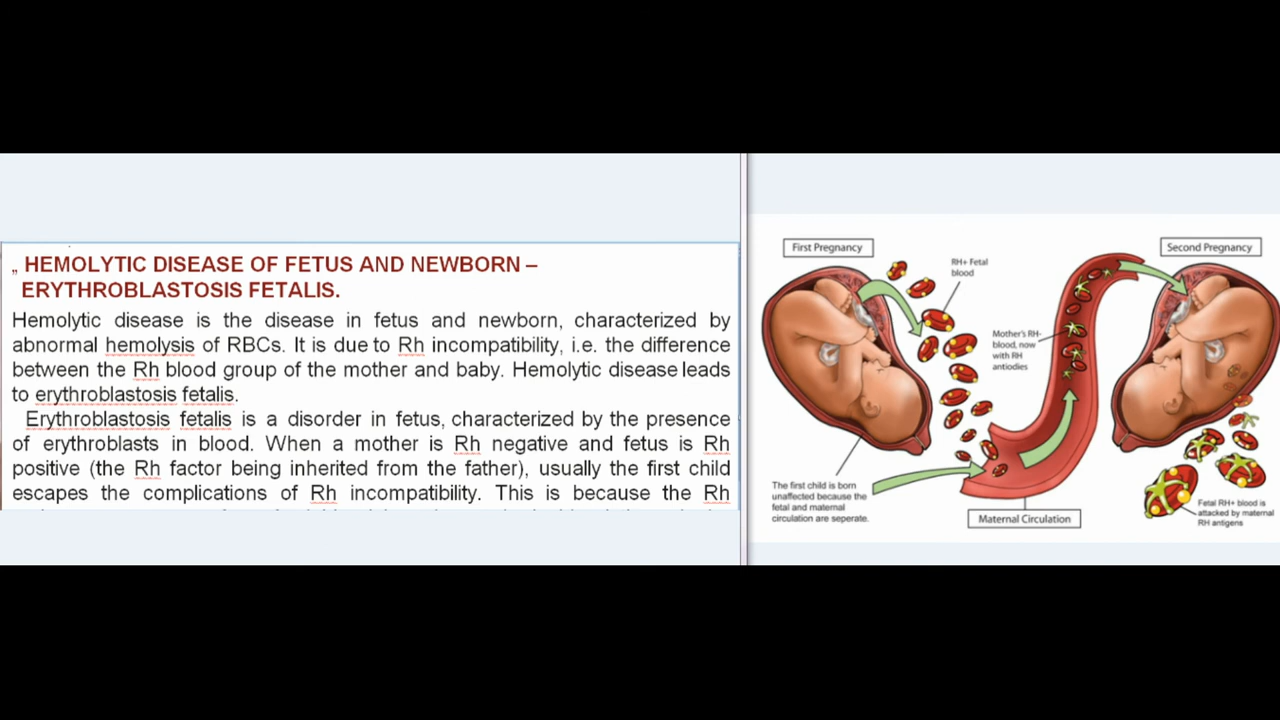 „ HEMOLYTIC DISEASE OF FETUS AND NEWBORN –
ERYTHROBLASTOSIS FETALIS.
Hemolytic disease is the disease in fetus and newborn, characterized by
abnormal hemolysis of RBCs. It is due to Rh incompatibility, i.e. the difference
between the Rh blood group of the mother and baby. Hemolytic disease leads
to erythroblastosis fetalis.
Erythroblastosis fetalis is a disorder in fetus, characterized by the presence
of erythroblasts in blood. When a mother is Rh negative and fetus is Rh
positive (the Rh factor being inherited from the father), usually the first child
escapes the complications of Rh incompatibility. This is because the Rh
First Pregnancy
RH+ Fetal
blood
Mother's RH-
blood, now
with RH
antiodies
Second Pregnancy
The first child is born
unaffected because the
fetal and maternal
circulation are seperate.
Maternal Circulation
Fetal RH+ blood is
attacked by maternal
RH antigens